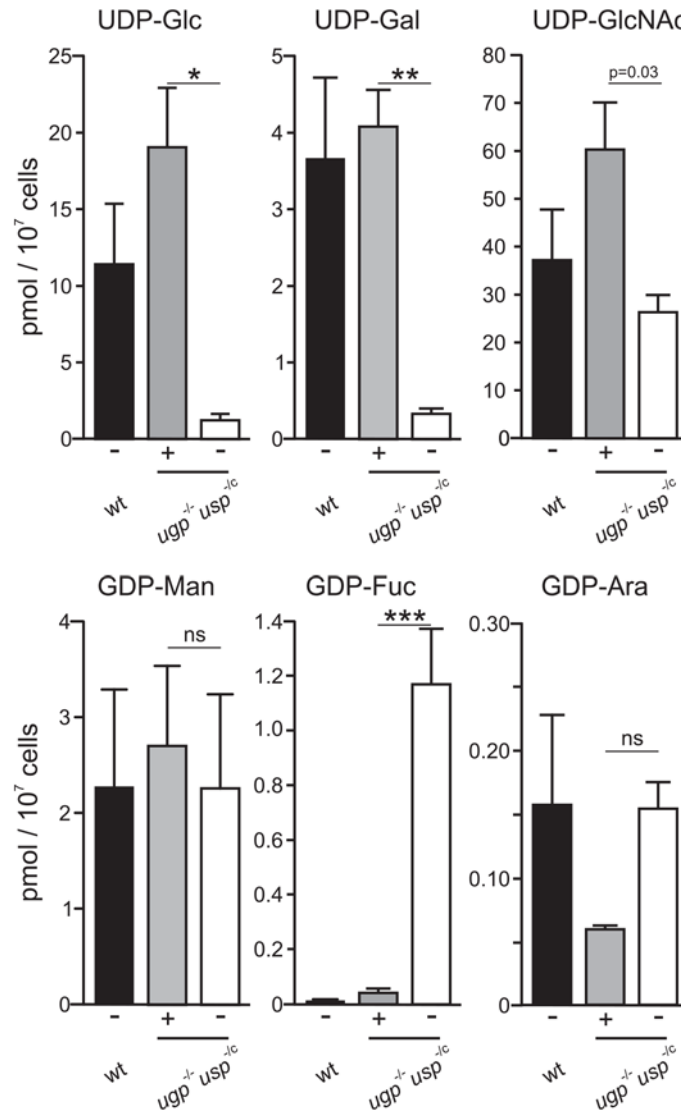 UDP-Glc UDP-Gal UDP-GlcNAc
pmol / 10⁷ cells
25
20
15
10
5
0
*
- + -
wt ugp⁻/⁻ usp⁻/ᶜ
5
4
3
2
1
0
**
- + -
wt ugp⁻/⁻ usp⁻/ᶜ
80
70
60
50
40
30
20
10
0
p=0.03
- + -
wt ugp⁻/⁻ usp⁻/ᶜ
GDP-Man GDP-Fuc GDP-Ara
pmol / 10⁷ cells
4
3
2
1
0
ns
- + -
wt ugp⁻/⁻ usp⁻/ᶜ
1.4
1.2
1.0
0.8
0.6
0.4
0.2
0
***
- + -
wt ugp⁻/⁻ usp⁻/ᶜ
0.30
0.20
0.10
0
ns
- + -
wt ugp⁻/⁻ usp⁻/ᶜ